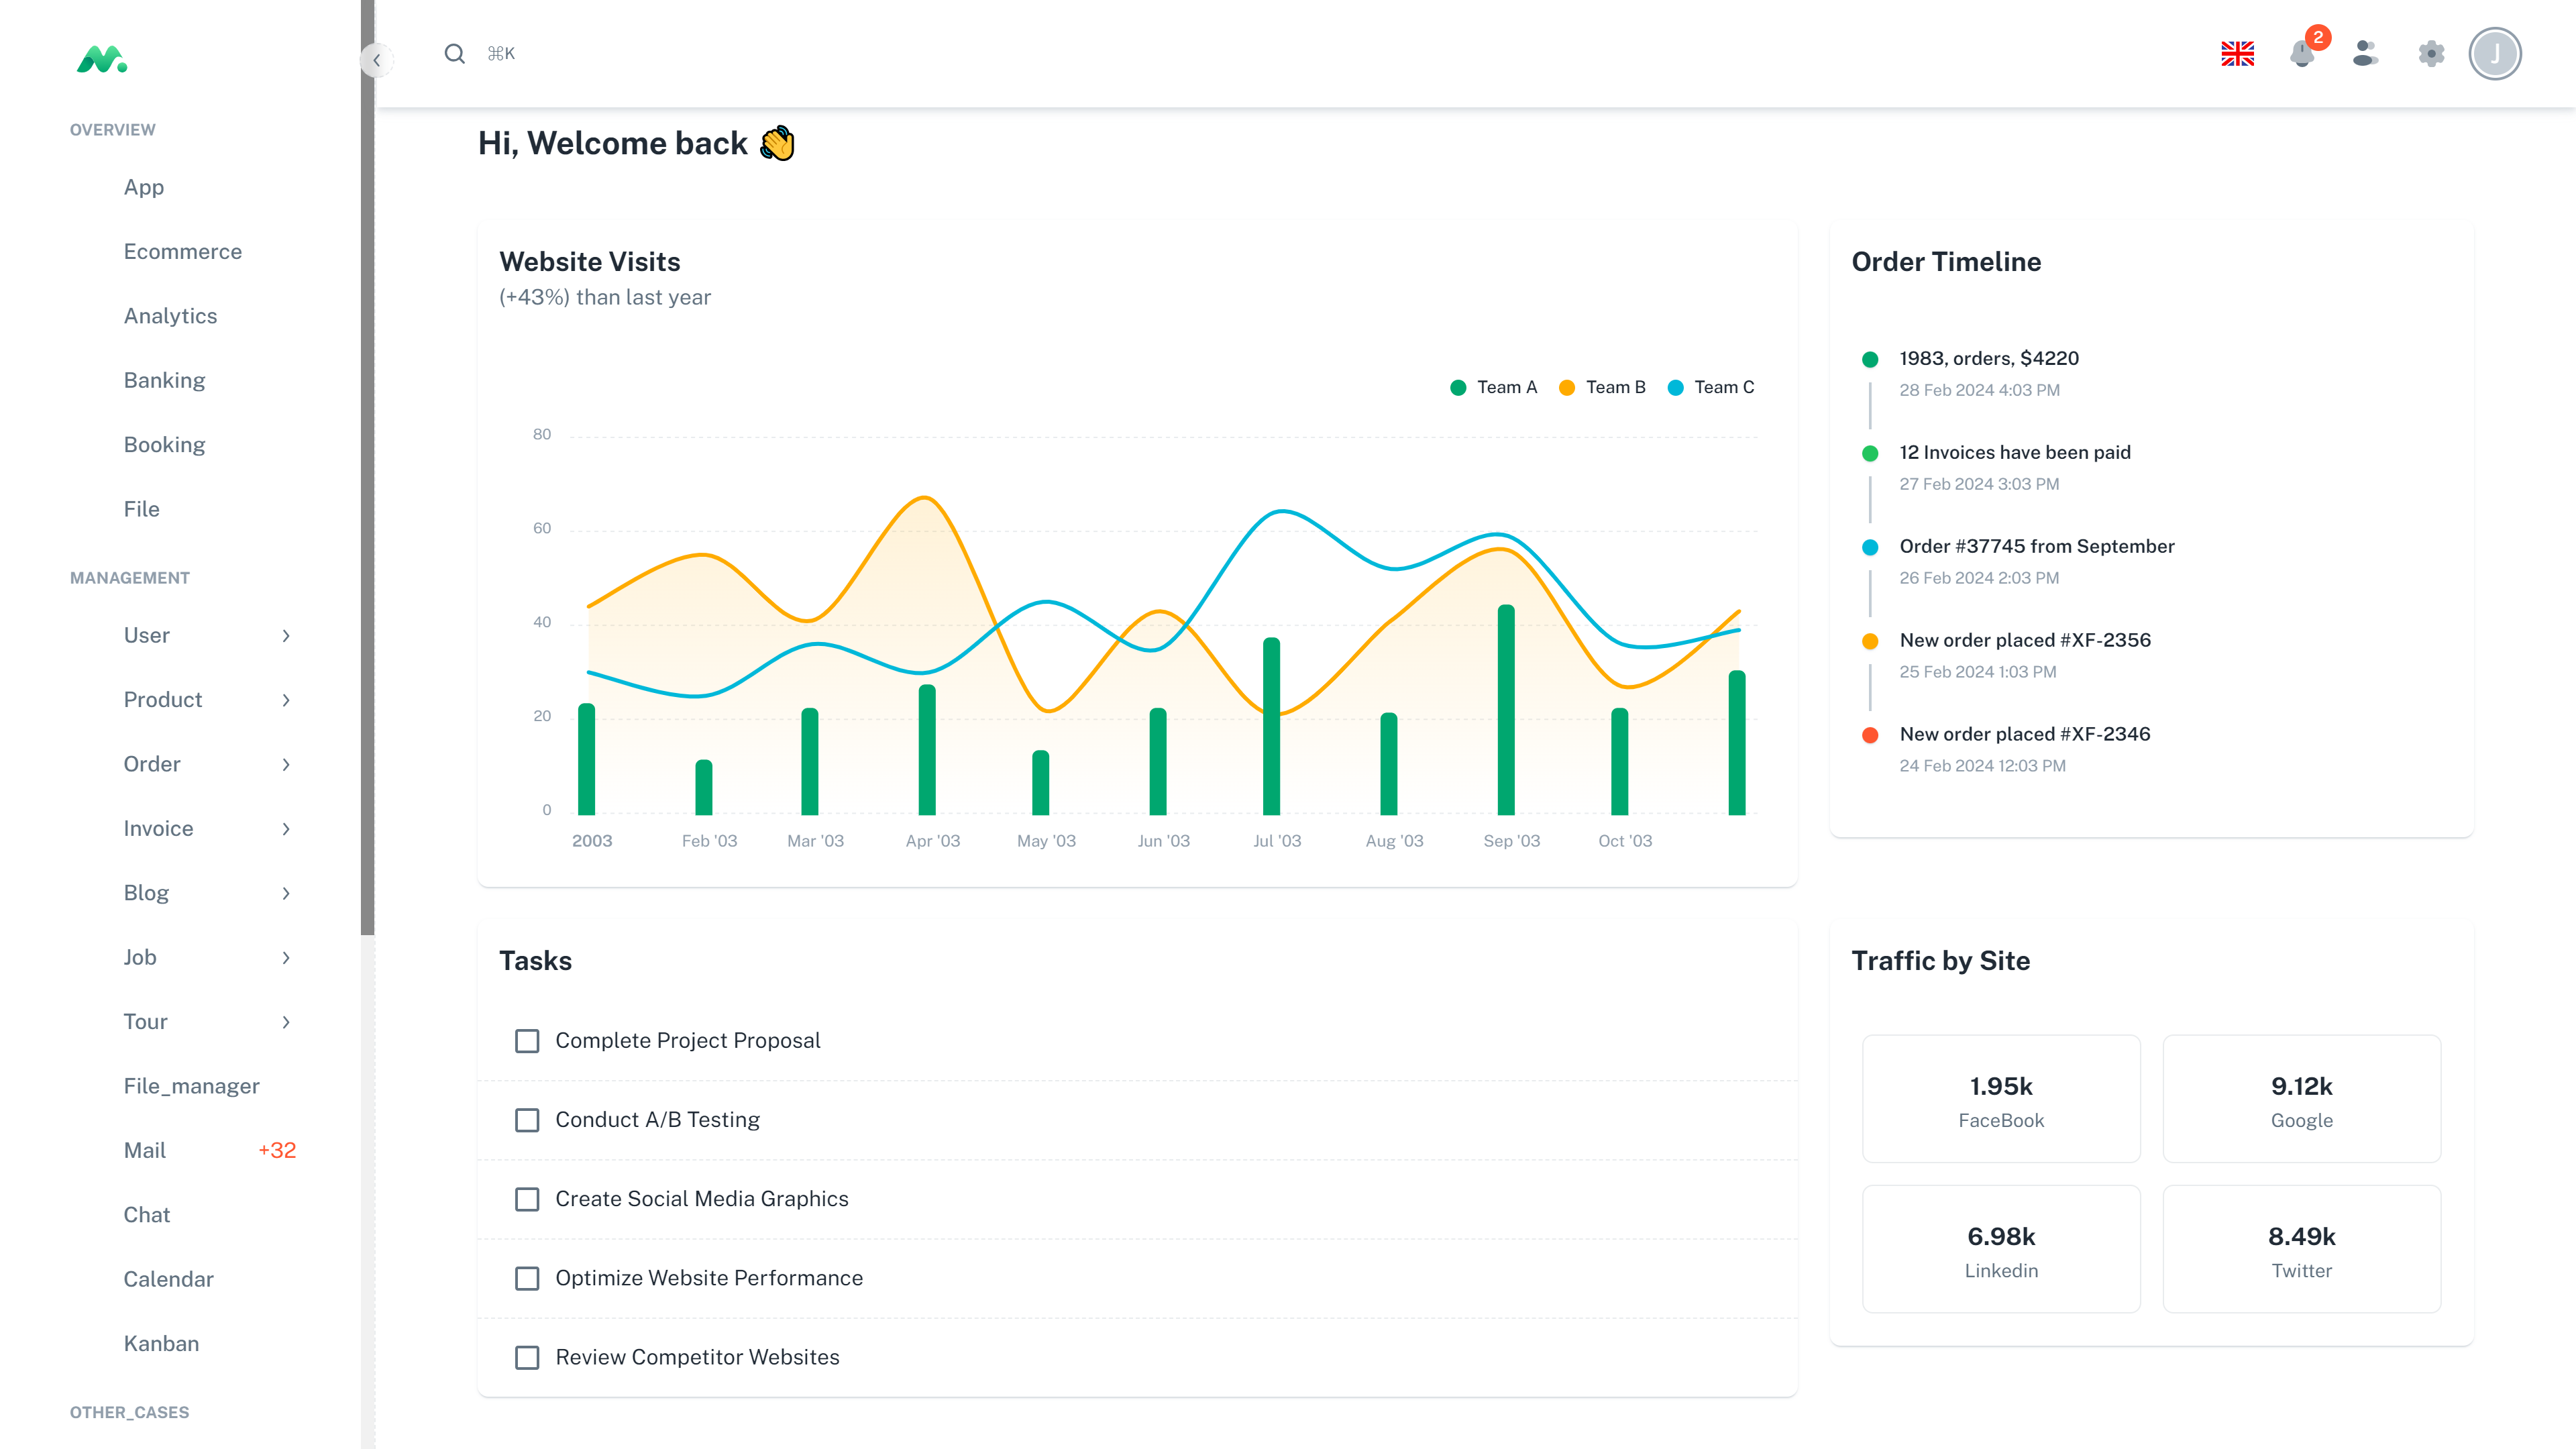 OVERVIEW
App
Ecommerce
Analytics
Banking
Booking
File
MANAGEMENT
User
Product
Order
Invoice
Blog
Job
Tour
File_manager
Mail +32
Chat
Calendar
Kanban
OTHER_CASES
⌘K
2
J
Hi, Welcome back 👋
Website Visits
(+43%) than last year
Team A Team B Team C
80
60
40
20
0
2003 Feb '03 Mar '03 Apr '03 May '03 Jun '03 Jul '03 Aug '03 Sep '03 Oct '03
Order Timeline
1983, orders, $4220
28 Feb 2024 4:03 PM
12 Invoices have been paid
27 Feb 2024 3:03 PM
Order #37745 from September
26 Feb 2024 2:03 PM
New order placed #XF-2356
25 Feb 2024 1:03 PM
New order placed #XF-2346
24 Feb 2024 12:03 PM
Tasks
Complete Project Proposal
Conduct A/B Testing
Create Social Media Graphics
Optimize Website Performance
Review Competitor Websites
Traffic by Site
1.95k
FaceBook
9.12k
Google
6.98k
Linkedin
8.49k
Twitter